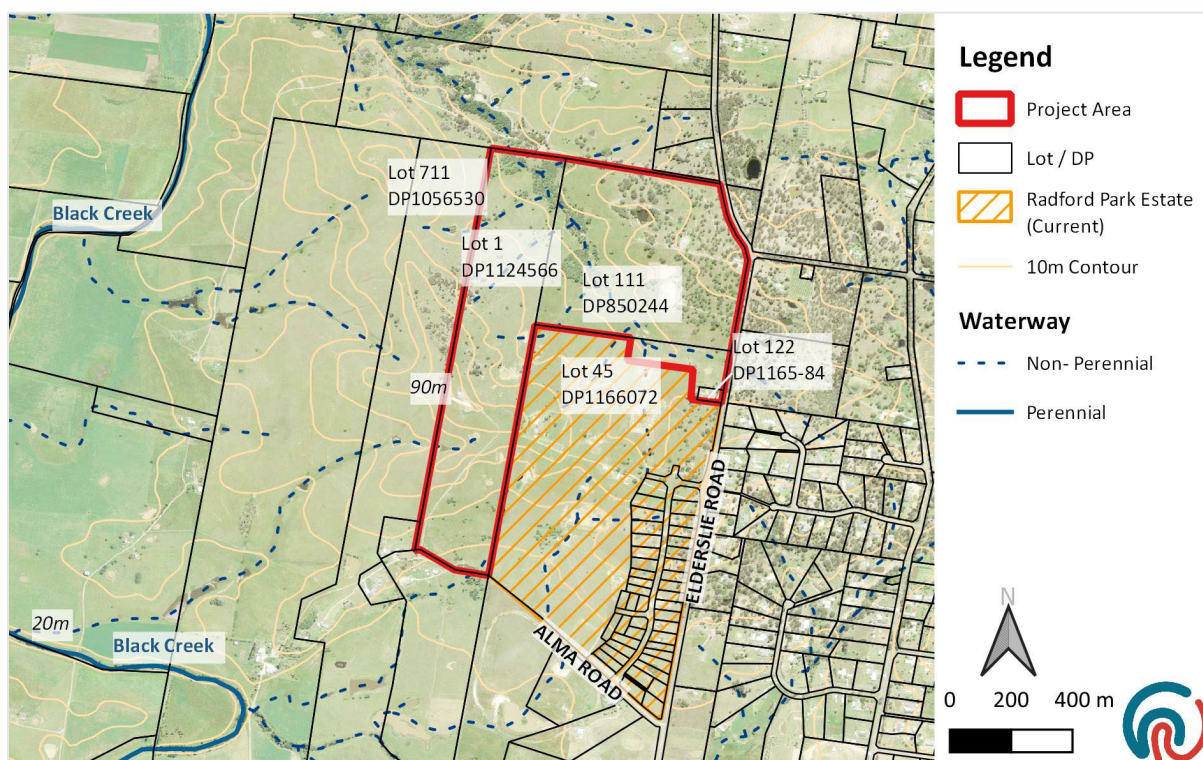 Lot 711
DP1056530
Black Creek
Lot 1
DP1124566
Lot 111
DP850244
Lot 122
DP1165-84
Lot 45
DP1166072
90m
ELDERSLIE ROAD
20m
Black Creek
ALMA ROAD
Legend
Project Area
Lot / DP
Radford Park Estate
(Current)
10m Contour
Waterway
Non- Perennial
Perennial
N
0 200 400 m